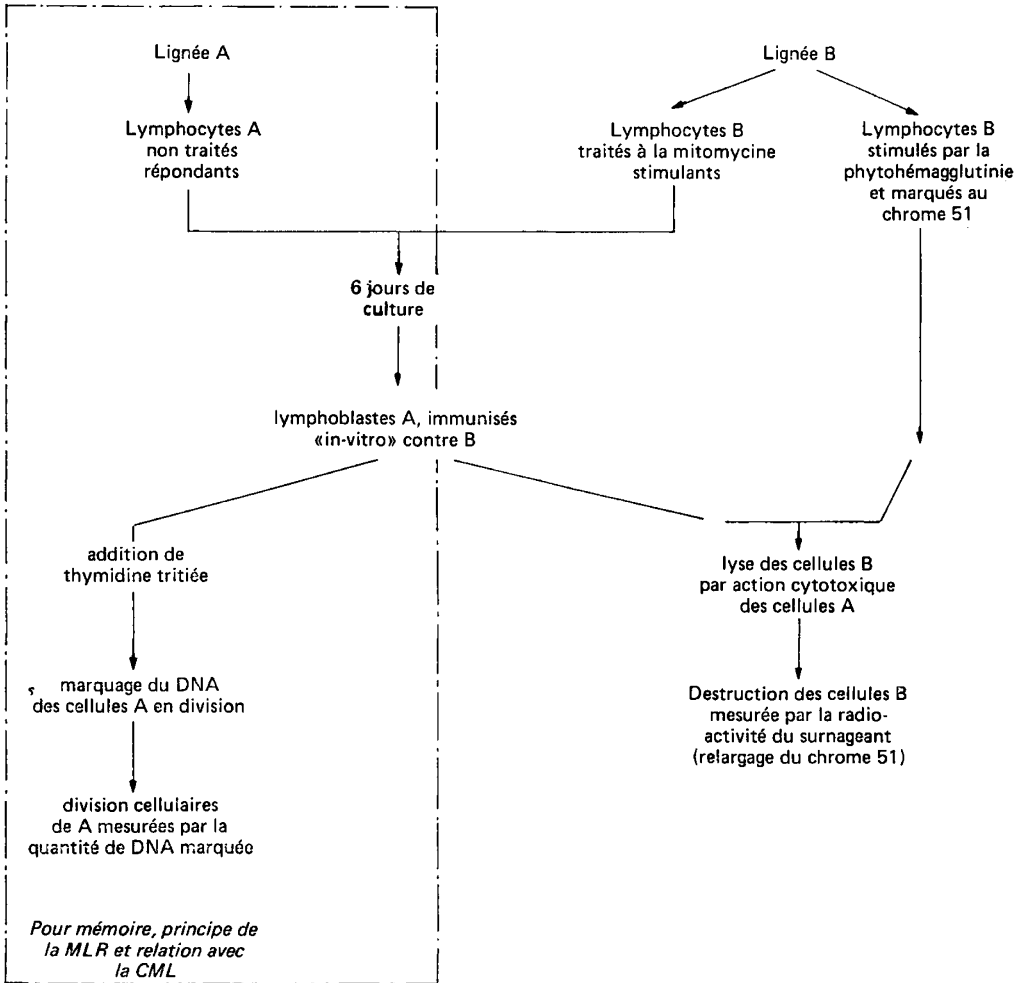 Lignée A
Lignée B
Lymphocytes A
non traités
répondants
Lymphocytes B
traités à la mitomycine
stimulants
Lymphocytes B
stimulés par la
phytohémagglutinie
et marqués au
chrome 51
6 jours de
culture
lymphoblastes A, immunisés
«in-vitro» contre B
addition de
thymidine tritiée
lyse des cellules B
par action cytotoxique
des cellules A
marquage du DNA
des cellules A en division
Destruction des cellules B
mesurée par la radio-
activité du surnageant
(relargage du chrome 51)
division cellulaires
de A mesurées par la
quantité de DNA marquée
Pour mémoire, principe de
la MLR et relation avec
la CML